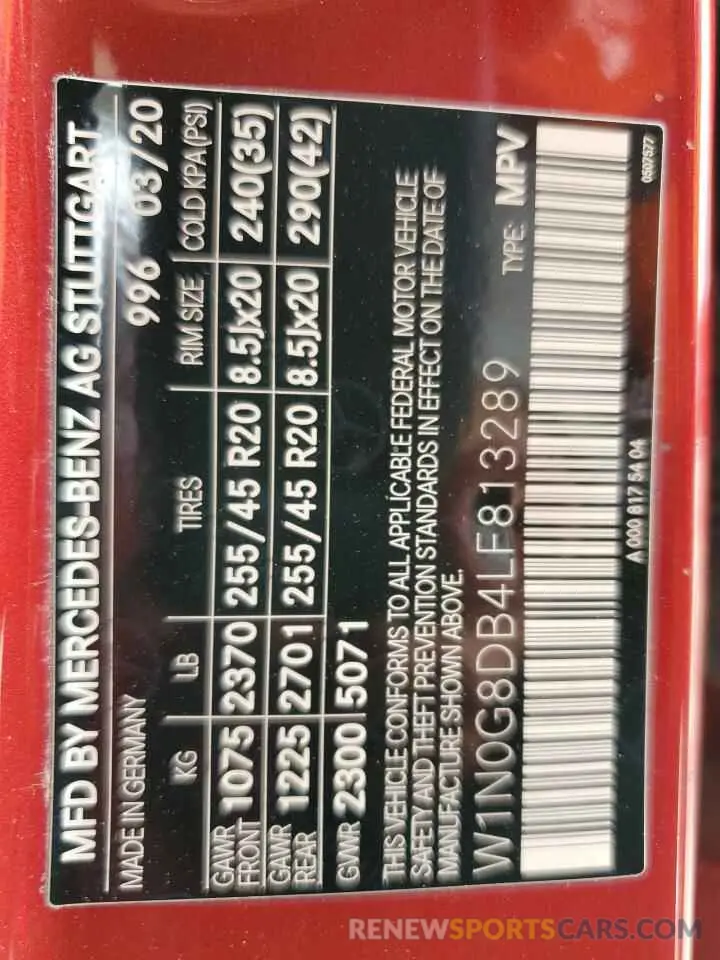 MFD BY MERCEDES-BENZ AG STUTTGART
MADE IN GERMANY 996 03/20
KG LB TIRES RIM SIZE COLD KPA(PSI)
GAWR FRONT 1075 2370 255/45 R20 8.5Jx20 240(35)
GAWR REAR 1225 2701 255/45 R20 8.5Jx20 290(42)
GVWR 2300 5071
THIS VEHICLE CONFORMS TO ALL APPLICABLE FEDERAL MOTOR VEHICLE
SAFETY AND THEFT PREVENTION STANDARDS IN EFFECT ON THE DATE OF
MANUFACTURE SHOWN ABOVE.
W1N0G8DB4LF813289 TYPE: MPV
A 000 817 54 04 0507577
RENEWSPORTSCARS.COM